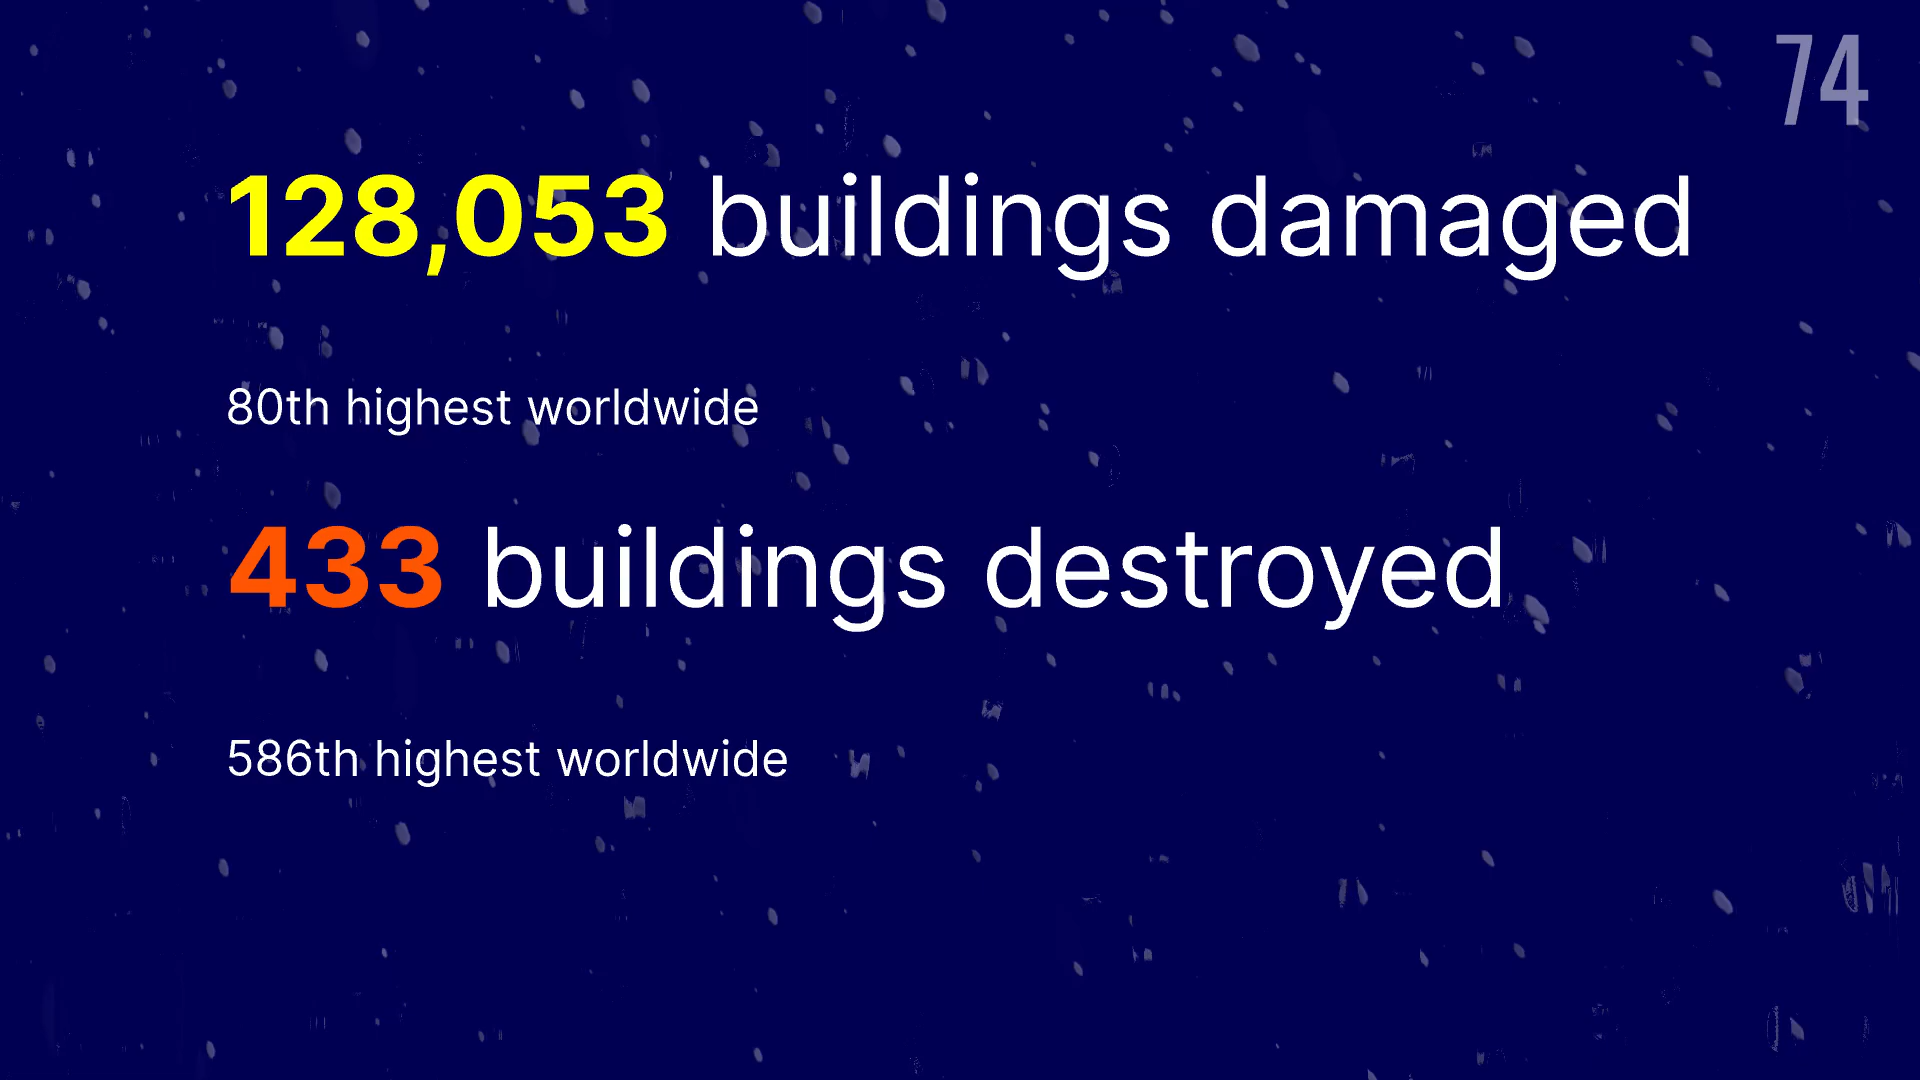 74
128,053 buildings damaged
80th highest worldwide
433 buildings destroyed
586th highest worldwide